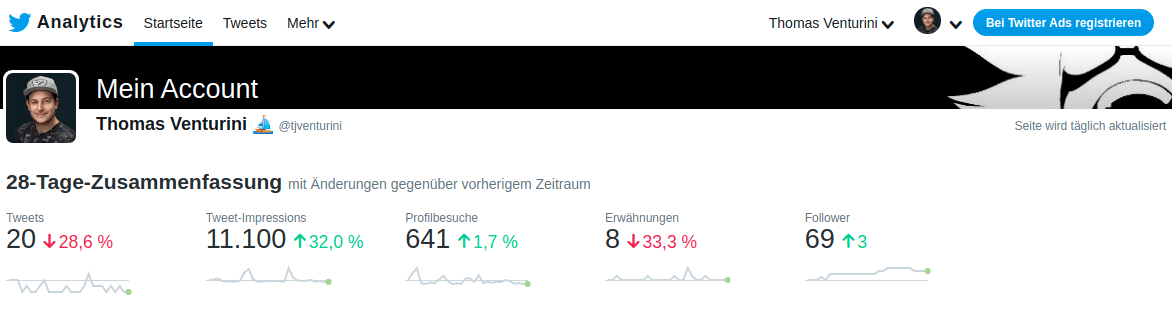 Analytics Startseite Tweets Mehr Thomas Venturini Bei Twitter Ads registrieren
Mein Account
Thomas Venturini @tjventurini Seite wird täglich aktualisiert
28-Tage-Zusammenfassung mit Änderungen gegenüber vorherigem Zeitraum
Tweets Tweet-Impressions Profilbesuche Erwähnungen Follower
20 28,6 % 11.100 32,0 % 641 1,7 % 8 33,3 % 69 3